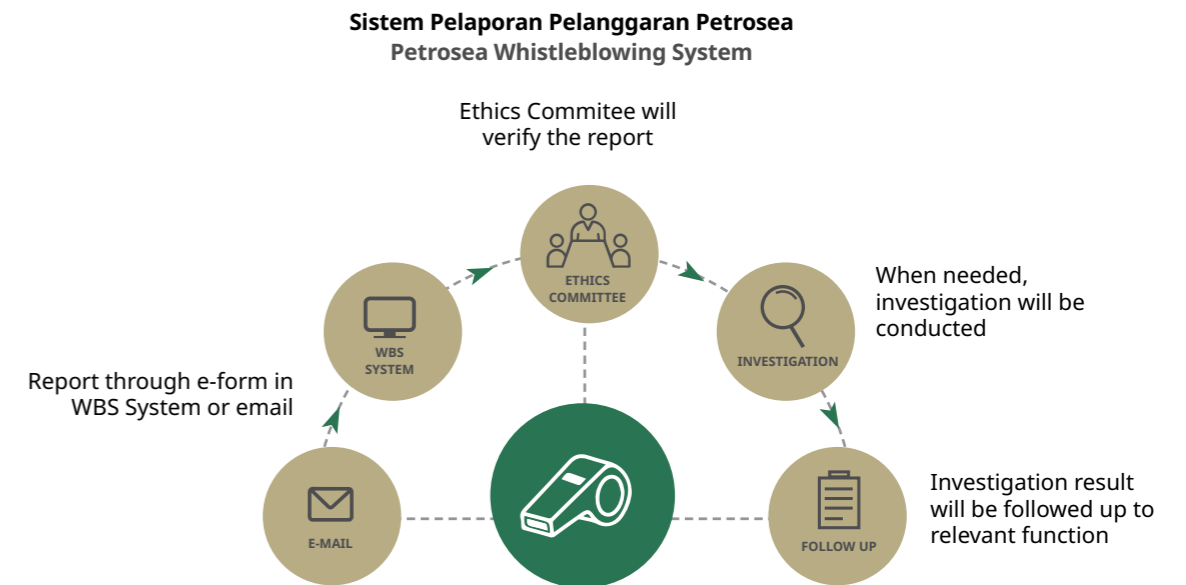 Sistem Pelaporan Pelanggaran Petrosea
Petrosea Whistleblowing System
Ethics Commitee will
verify the report
ETHICS
COMMITTEE
WBS
SYSTEM
INVESTIGATION
When needed,
investigation will be
conducted
Report through e-form in
WBS System or email
E-MAIL
FOLLOW UP
Investigation result
will be followed up to
relevant function